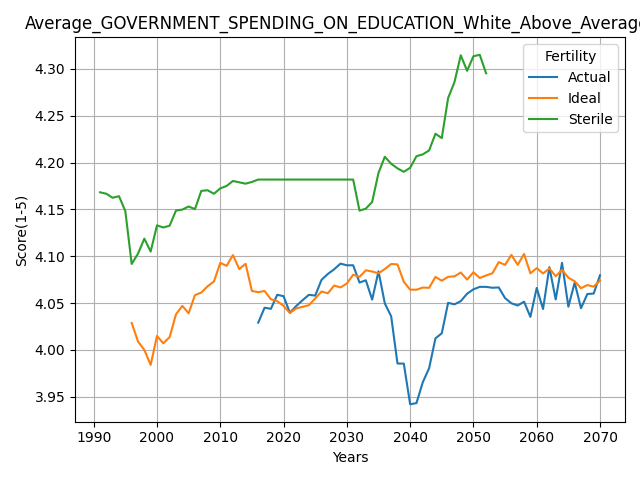 Average_GOVERNMENT_SPENDING_ON_EDUCATION_White_Above_Average
Fertility
Actual
Ideal
Sterile
Score(1-5)
4.30
4.25
4.20
4.15
4.10
4.05
4.00
3.95
1990 2000 2010 2020 2030 2040 2050 2060 2070
Years